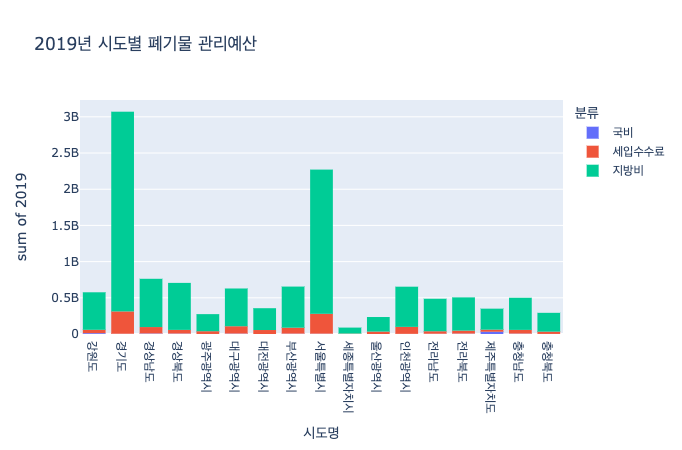 2019년 시도별 폐기물 관리예산
분류
국비
세입수수료
지방비
3B
2.5B
2B
1.5B
1B
0.5B
0
sum of 2019
강원도
경기도
경상남도
경상북도
광주광역시
대구광역시
대전광역시
부산광역시
서울특별시
세종특별자치시
울산광역시
인천광역시
전라남도
전라북도
제주특별자치도
충청남도
충청북도
시도명